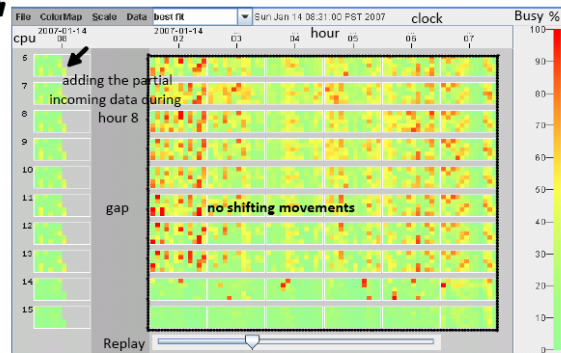 File ColorMap Scale Data best fit Sun Jan 14 08:31:00 PST 2007 clock Busy %
cpu 2007-01-14 2007-01-14 hour
08 02 03 04 05 06 07
100
6
adding the partial
90
7
incoming data during
80
8
hour 8
70
9
60
10
50
11 gap no shifting movements
40
12
30
13
20
14
10
15
Replay
0